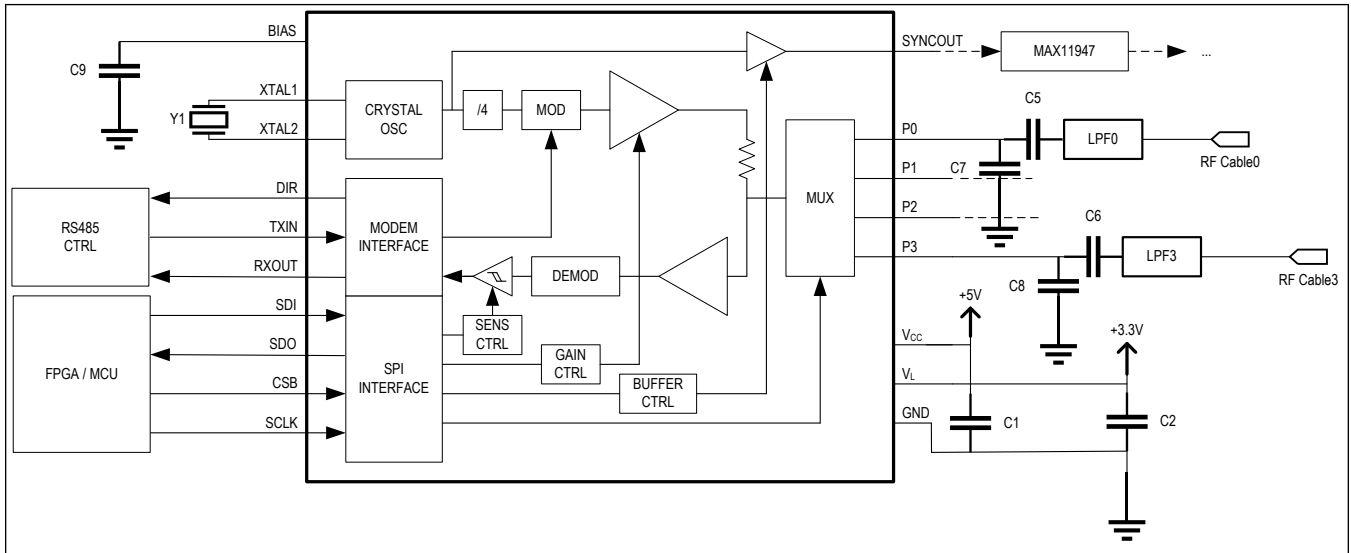 BIAS
C9
XTAL1
Y1
XTAL2
CRYSTAL
OSC
/4
MOD
SYNCOUT
MAX11947
...
RS485
CTRL
DIR
TXIN
RXOUT
MODEM
INTERFACE
DEMOD
SENS
CTRL
FPGA / MCU
SDI
SDO
CSB
SCLK
SPI
INTERFACE
GAIN
CTRL
BUFFER
CTRL
MUX
P0
P1
P2
P3
C5
C7
LPF0
RF Cable0
C6
C8
LPF3
RF Cable3
+5V
+3.3V
VCC
VL
GND
C1
C2